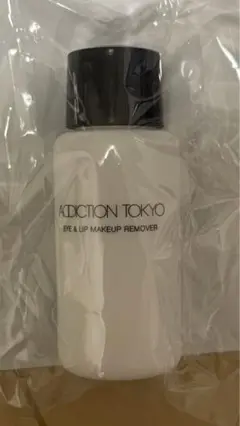 ADDICTION TOKYO
EYE & LIP MAKEUP REMOVER